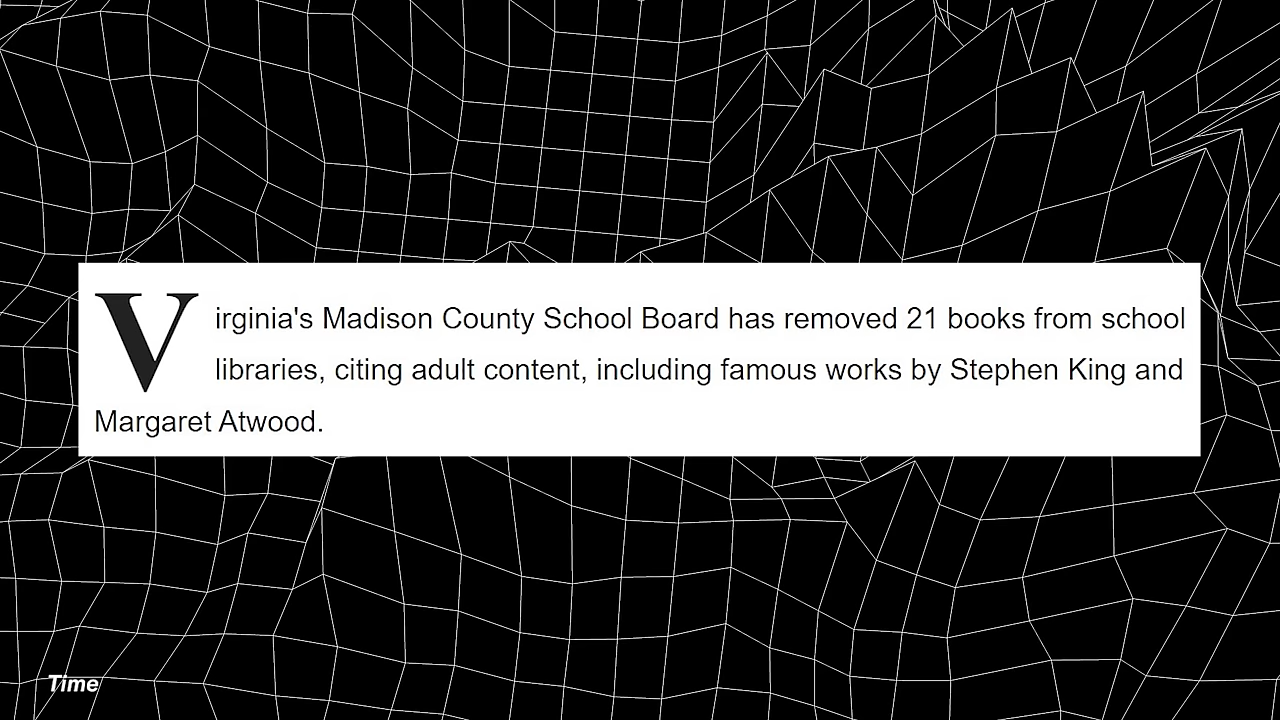 Virginia's Madison County School Board has removed 21 books from school
libraries, citing adult content, including famous works by Stephen King and
Margaret Atwood.
Time